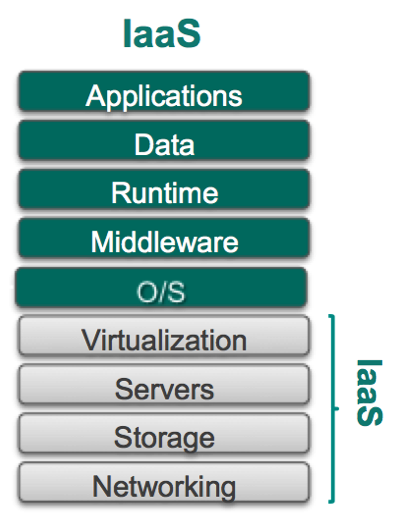 IaaS
Applications
Data
Runtime
Middleware
O/S
Virtualization
Servers
Storage
Networking
IaaS